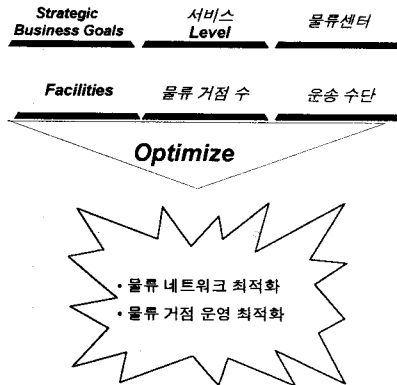 Strategic
Business Goals
서비스
Level
물류센터
Facilities
물류 거점 수
운송 수단
Optimize
• 물류 네트워크 최적화
• 물류 거점 운영 최적화